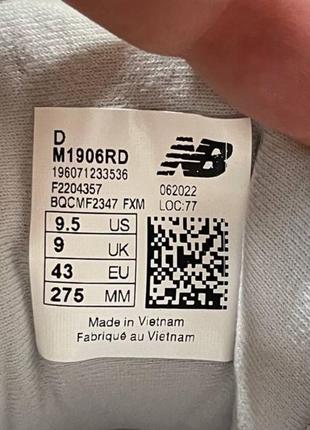 D
M1906RD
NB
196071233536
F2204357
062022
BQCMF2347 FXM
LOC:77
9.5 US
9 UK
43 EU
275 MM
Made in Vietnam
Fabriqué au Vietnam